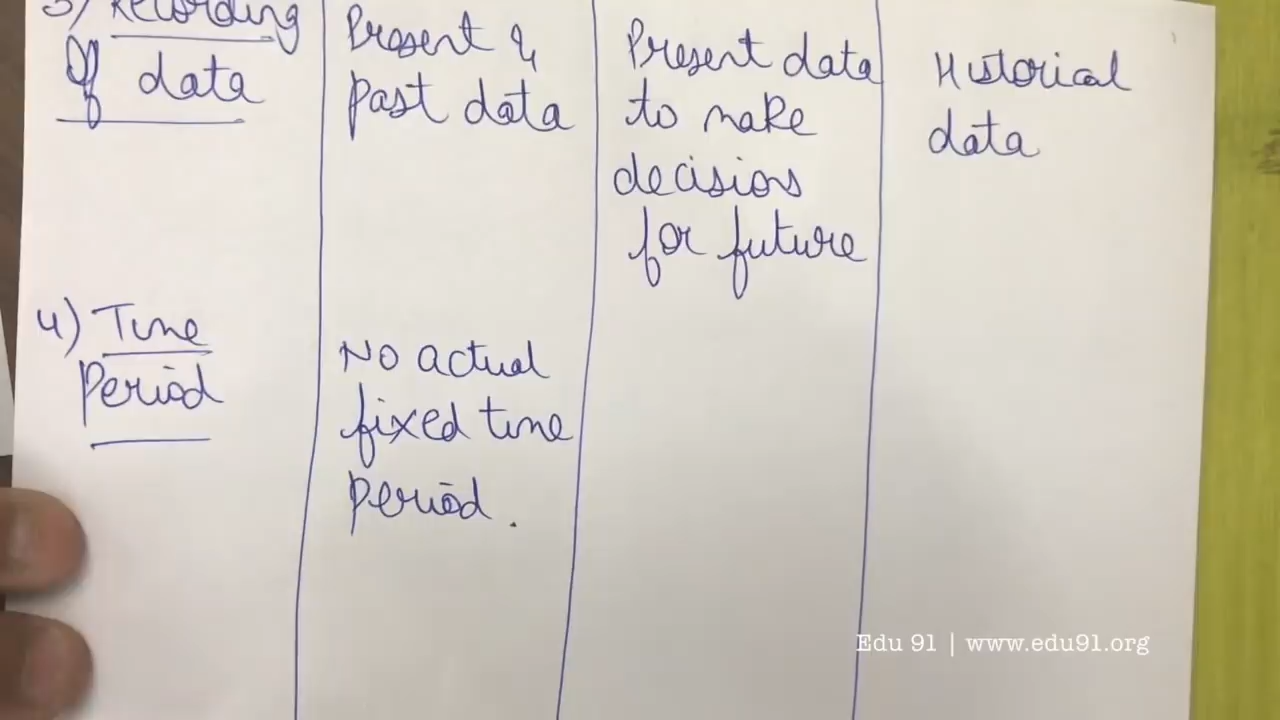 3) Recording
Of data
Present &
Past data
Present data
to make
decisions
for future
Historical
data
4) Time
Period
No actual
fixed time
period.
Edu 91 | www.edu91.org